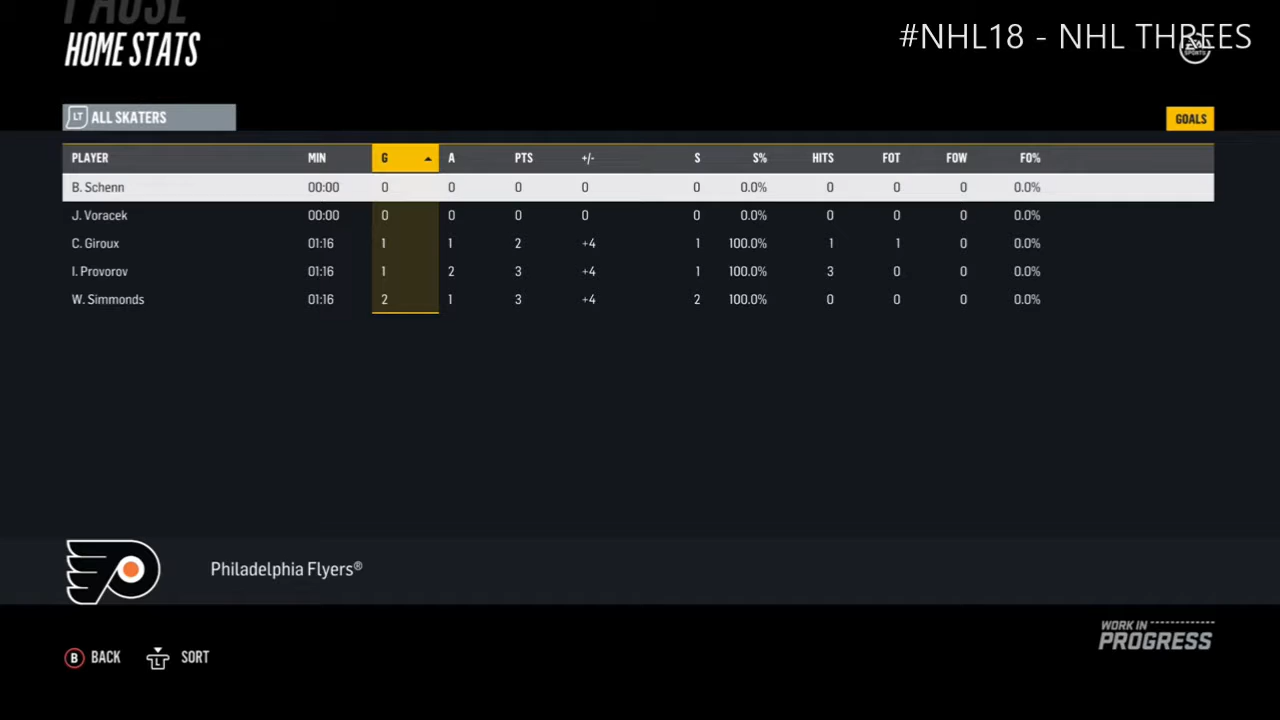 PAUSE
HOME STATS
#NHL18 - NHL THREES
EA SPORTS
LT ALL SKATERS
GOALS
PLAYER MIN G A PTS +/- S S% HITS FOT FOW FO%
B. Schenn 00:00 0 0 0 0 0 0.0% 0 0 0 0.0%
J. Voracek 00:00 0 0 0 0 0 0.0% 0 0 0 0.0%
C. Giroux 01:16 1 1 2 +4 1 100.0% 1 1 0 0.0%
I. Provorov 01:16 1 2 3 +4 1 100.0% 3 0 0 0.0%
W. Simmonds 01:16 2 1 3 +4 2 100.0% 0 0 0 0.0%
Philadelphia Flyers®
WORK IN
PROGRESS
B BACK L SORT